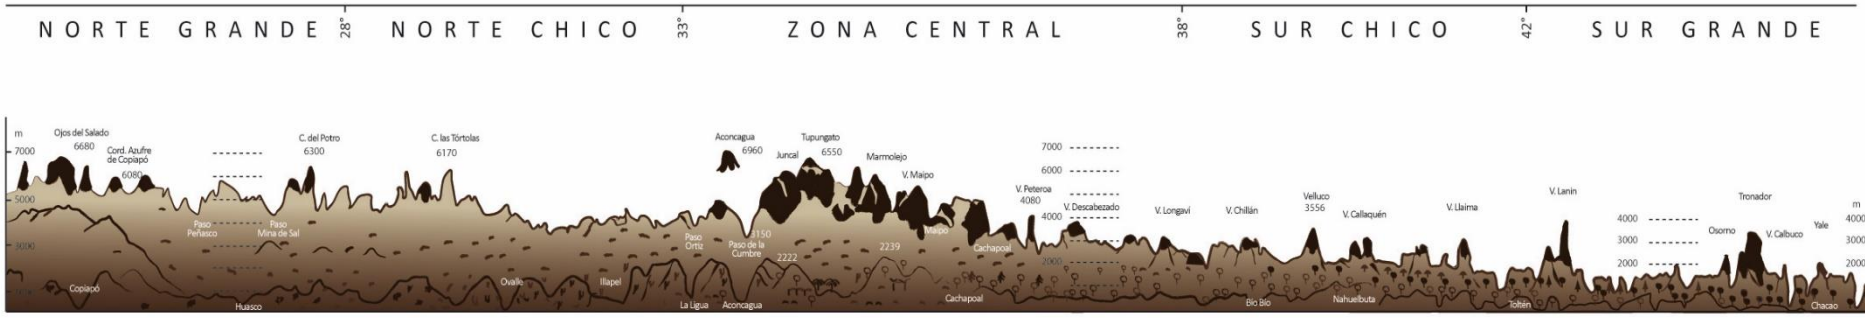 NORTE GRANDE 28° NORTE CHICO 33° ZONA CENTRAL 38° SUR CHICO 42° SUR GRANDE
m
7000
5000
3000
Ojos del Salado
6680
Cord. Azufre
de Copiapó
6080
C. del Potro
6300
C. las Tórtolas
6170
Aconcagua
6960
Juncal
Tupungato
6550
Marmolejo
V. Maipo
V. Peteroa
4080
V. Descabezado
7000
6000
4000
2000
V. Longaví
V. Chillán
Velluco
3556
V. Callaquén
V. Llaima
V. Lanin
4000
3000
2000
Osorno
Tronador
V. Calbuco
Yale
m
4000
3000
2000
Paso
Peñasco
Paso
Mina de Sal
Paso
Ortiz
3150
Paso de la
Cumbre
2222
2239
Maipo
Cachapoal
Copiapó
Huasco
Ovallo
Illapel
La Ligua
Aconcagua
Cachapoal
Bío Bío
Nahuelbuta
Toltén
Chacao